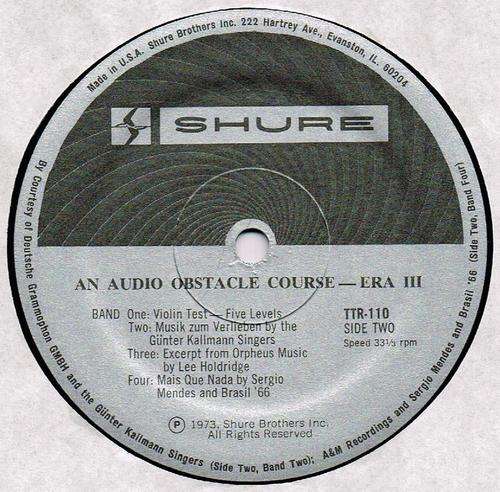 Made in U.S.A. Shure Brothers Inc. 222 Hartrey Ave., Evanston, IL. 60204
SHURE
AN AUDIO OBSTACLE COURSE — ERA III
BAND One: Violin Test — Five Levels
Two: Musik zum Verlieben by the
Günter Kallmann Singers
Three: Excerpt from Orpheus Music
by Lee Holdridge
Four: Mais Que Nada by Sergio
Mendes and Brasil '66
TTR-110
SIDE TWO
Speed 33⅓ rpm
Ⓟ 1973, Shure Brothers Inc.
All Rights Reserved
By Courtesy of Deutsche Grammophon GMBH and the Günter Kallmann Singers (Side Two, Band Two); A&M Recordings and Sergio Mendes and Brasil '66 (Side Two, Band Four)